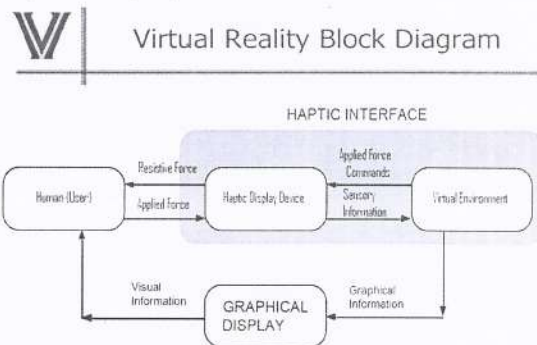 Virtual Reality Block Diagram
HAPTIC INTERFACE
Resistive Force
Applied Force
Commands
Human-(User)
Haptic Display Device
Virtual Environment
Applied Force
Sensory
Information
Visual
Information
GRAPHICAL
DISPLAY
Graphical
Information